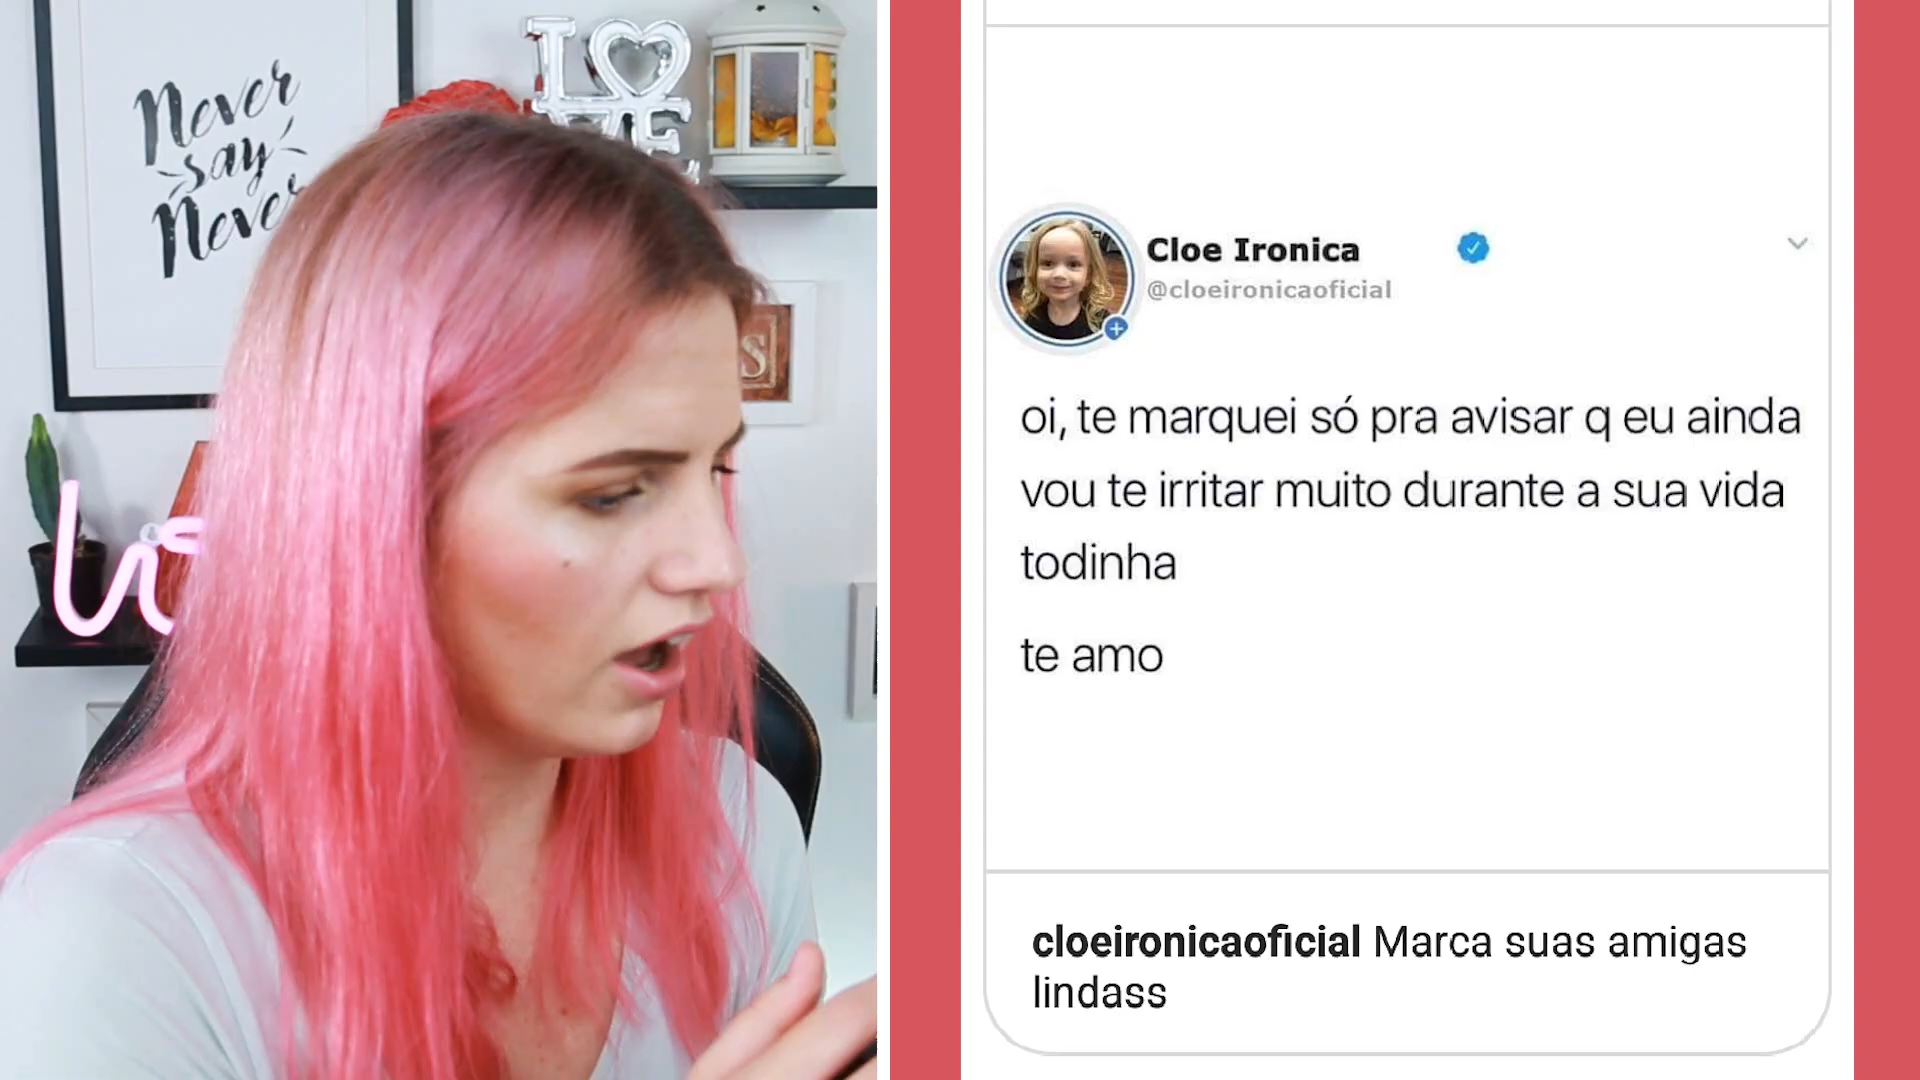 Never
say
Never
I
VE
S
Cloe Ironica
@cloeironicaoficial
oi, te marquei só pra avisar q eu ainda
vou te irritar muito durante a sua vida
todinha
te amo
cloeironicaoficial Marca suas amigas
lindass